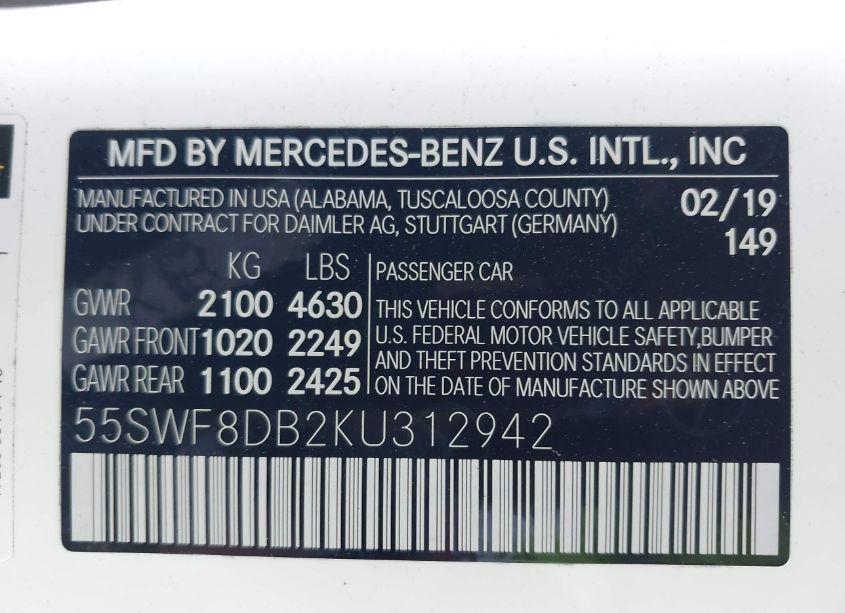 MFD BY MERCEDES-BENZ U.S. INTL., INC
MANUFACTURED IN USA (ALABAMA, TUSCALOOSA COUNTY) 02/19
UNDER CONTRACT FOR DAIMLER AG, STUTTGART (GERMANY) 149
KG LBS
GVWR 2100 4630
GAWR FRONT 1020 2249
GAWR REAR 1100 2425
PASSENGER CAR
THIS VEHICLE CONFORMS TO ALL APPLICABLE
U.S. FEDERAL MOTOR VEHICLE SAFETY,BUMPER
AND THEFT PREVENTION STANDARDS IN EFFECT
ON THE DATE OF MANUFACTURE SHOWN ABOVE
55SWF8DB2KU312942